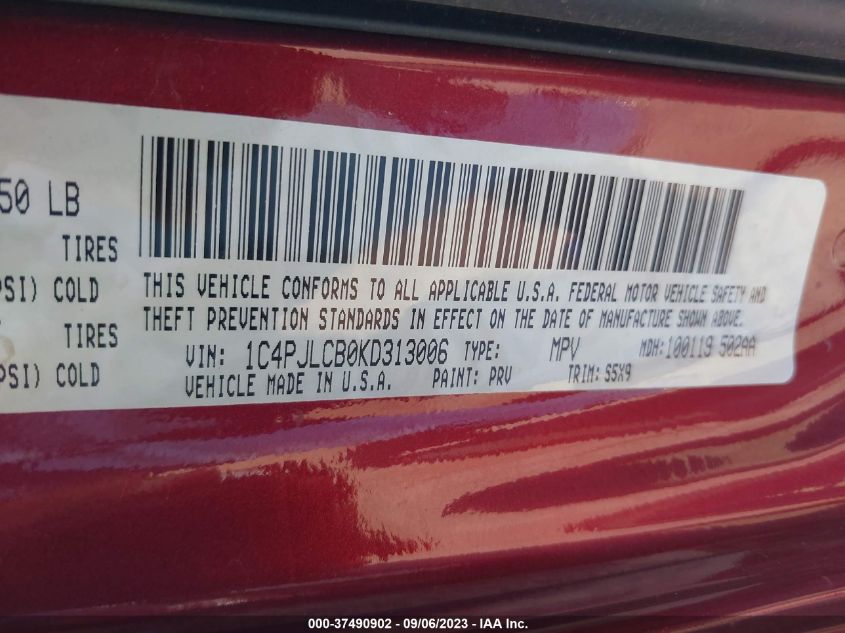 50 LB
TIRES
PSI) COLD
TIRES
PSI) COLD
THIS VEHICLE CONFORMS TO ALL APPLICABLE U.S.A. FEDERAL MOTOR VEHICLE SAFETY AND
THEFT PREVENTION STANDARDS IN EFFECT ON THE DATE OF MANUFACTURE SHOWN ABOVE.
VIN: 1C4PJLCB0KD313006 TYPE: MPV MDH: 100119 502AA
VEHICLE MADE IN U.S.A. PAINT: PRV TRIM: S5X9
000-37490902 - 09/06/2023 - IAA Inc.